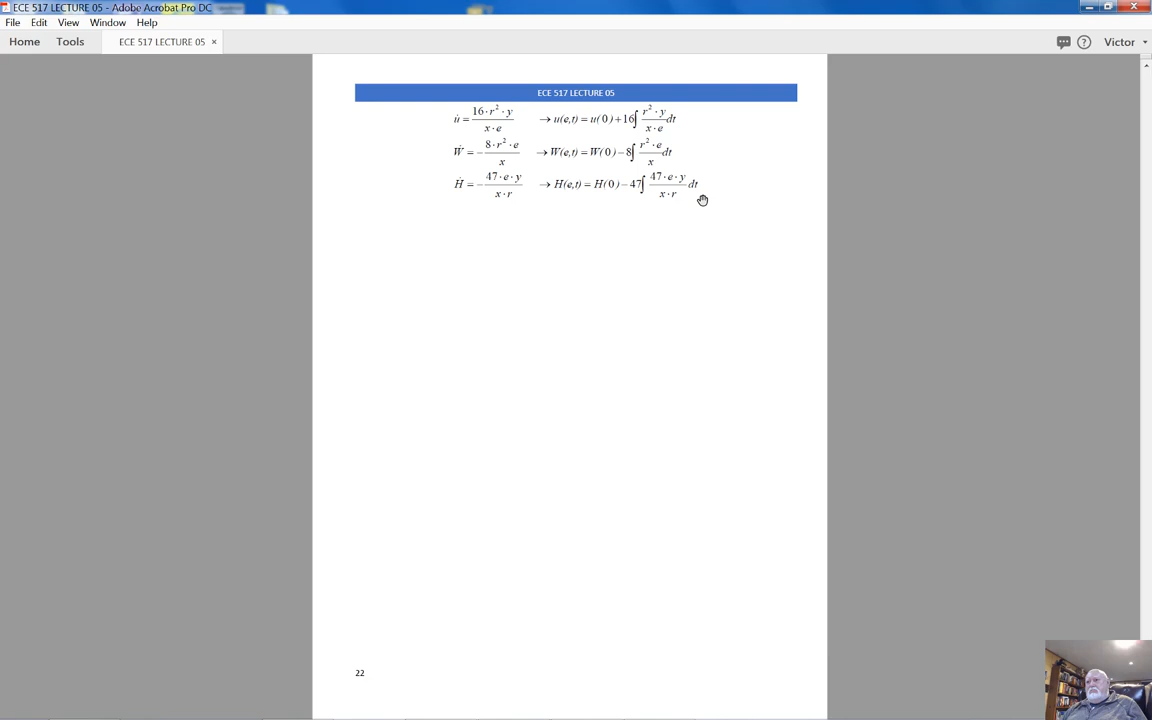 ECE 517 LECTURE 05 - Adobe Acrobat Pro DC
File Edit View Window Help
Home Tools ECE 517 LECTURE 05 × Victor
ECE 517 LECTURE 05
u̇ = 16·r²·y / x·e → u(e,t) = u(0) + 16∫ r²·y / x·e dt
Ẇ = − 8·r²·e / x → W(e,t) = W(0) − 8∫ r²·e / x dt
Ḣ = − 47·e·y / x·r → H(e,t) = H(0) − 47∫ 47·e·y / x·r dt
22